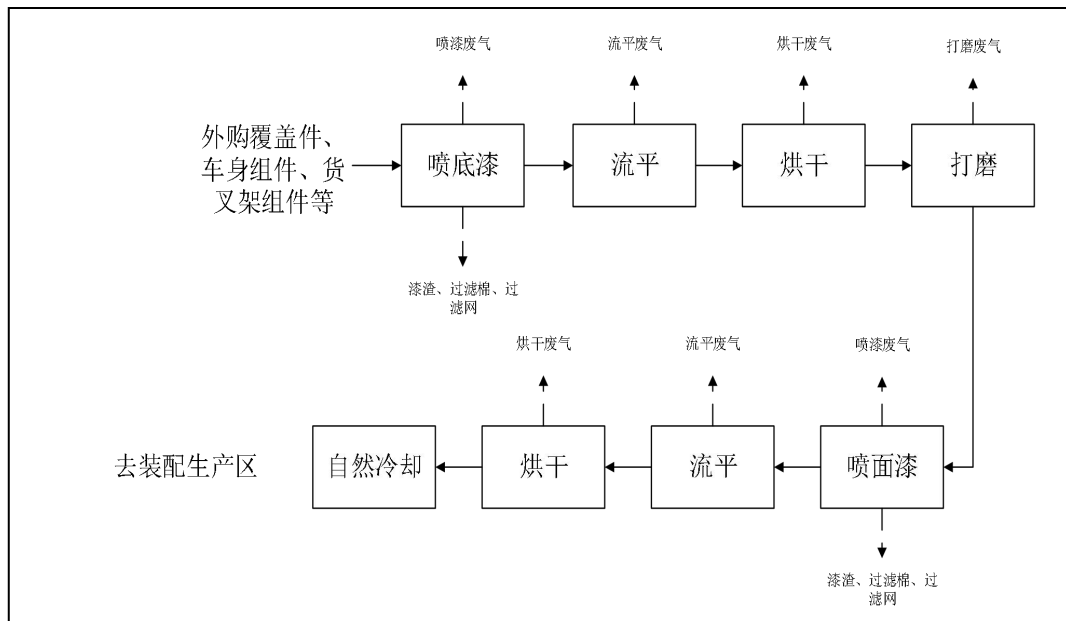 喷漆废气
流平废气
烘干废气
打磨废气
外购覆盖件、
车身组件、货
叉架组件等
喷底漆
流平
烘干
打磨
漆渣、过滤棉、过
滤网
烘干废气
流平废气
喷漆废气
去装配生产区
自然冷却
烘干
流平
喷面漆
漆渣、过滤棉、过
滤网